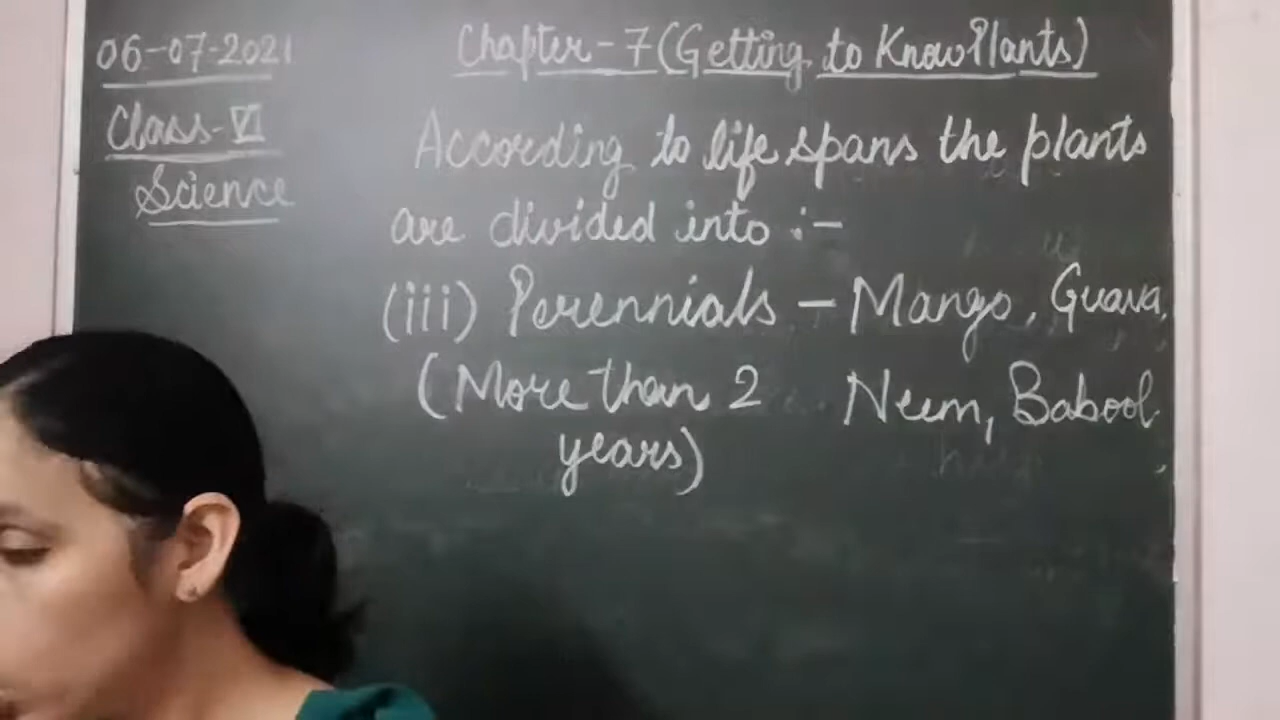 06-07-2021
Class-VI
Science
Chapter-7(Getting to Know Plants)
According to life spans the plants
are divided into :-
(iii) Perennials - Mango, Guava,
(More than 2 Neem, Babool
years)